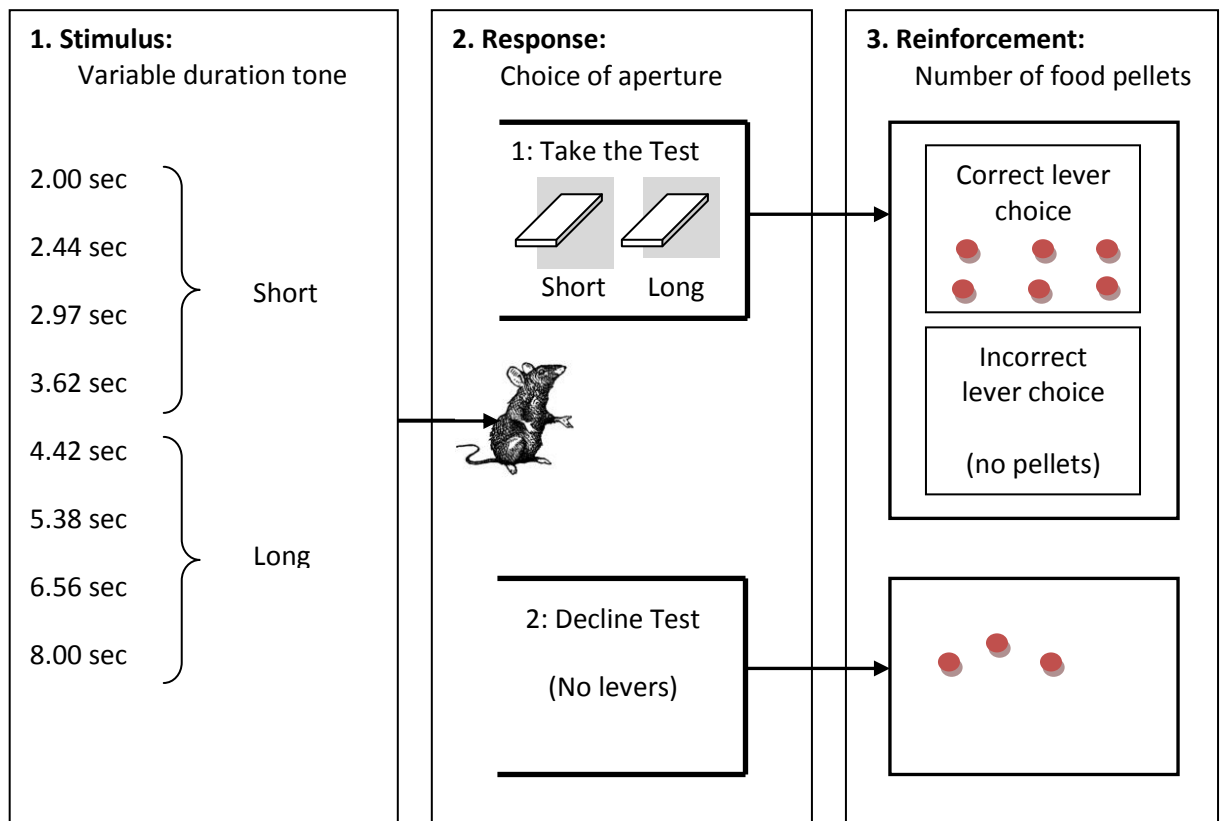 1. Stimulus:
Variable duration tone
2.00 sec
2.44 sec
2.97 sec
3.62 sec
Short
4.42 sec
5.38 sec
6.56 sec
8.00 sec
Long
2. Response:
Choice of aperture
1: Take the Test
Short Long
2: Decline Test
(No levers)
3. Reinforcement:
Number of food pellets
Correct lever
choice
Incorrect
lever choice
(no pellets)